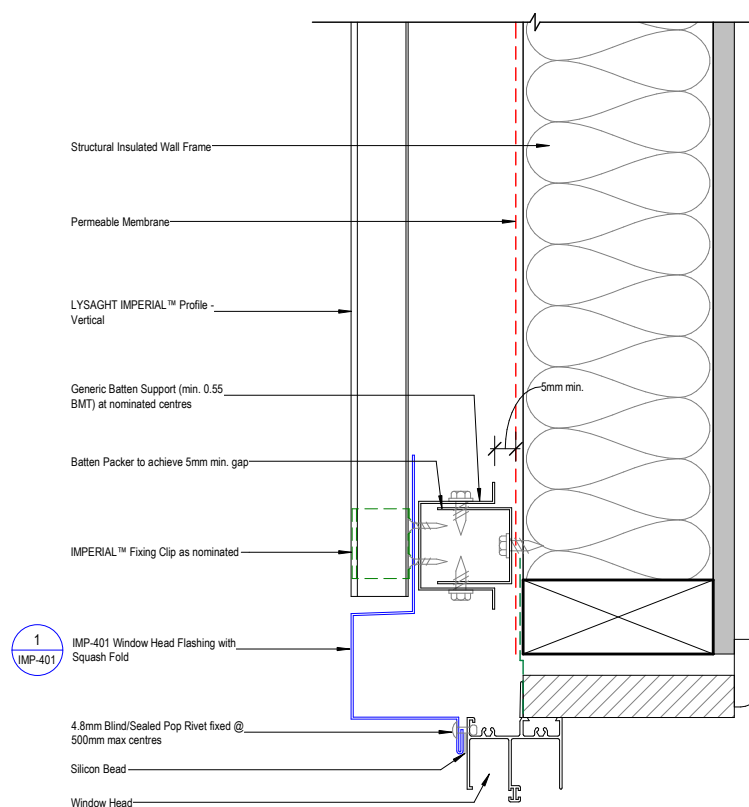 Structural Insulated Wall Frame
Permeable Membrane
LYSAGHT IMPERIAL™ Profile -
Vertical
Generic Batten Support (min. 0.55
BMT) at nominated centres
5mm min.
Batten Packer to achieve 5mm min. gap
IMPERIAL™ Fixing Clip as nominated
1
IMP-401
IMP-401 Window Head Flashing with
Squash Fold
4.8mm Blind/Sealed Pop Rivet fixed @
500mm max centres
Silicon Bead
Window Head